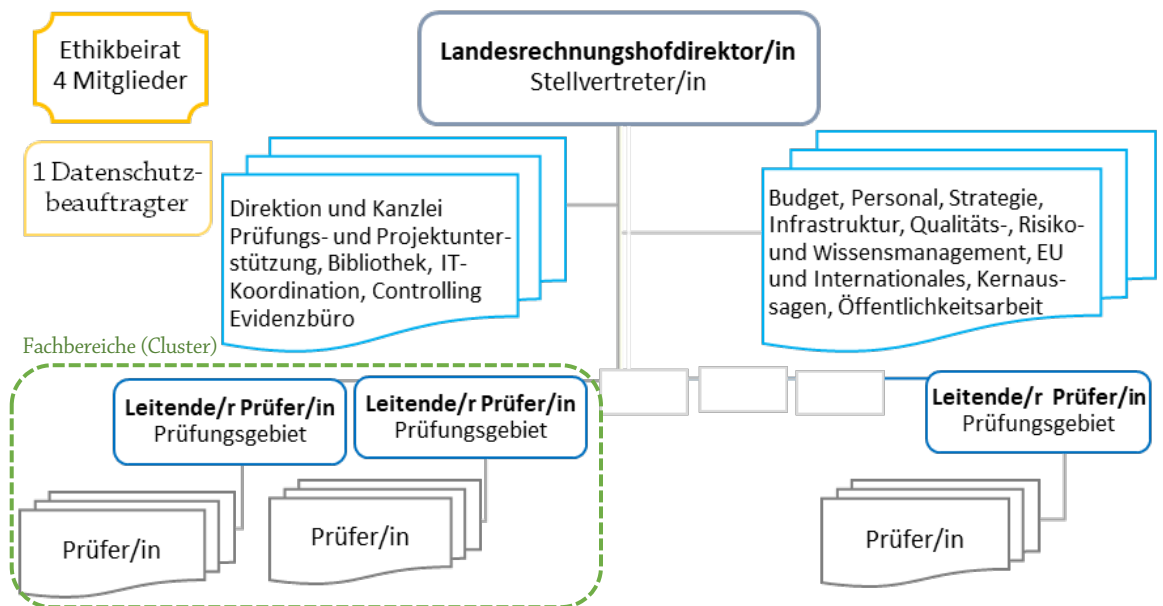 Ethikbeirat
4 Mitglieder
Landesrechnungshofdirektor/in
Stellvertreter/in
1 Datenschutz-
beauftragter
Direktion und Kanzlei
Prüfungs- und Projektunter-
stützung, Bibliothek, IT-
Koordination, Controlling
Evidenzbüro
Budget, Personal, Strategie,
Infrastruktur, Qualitäts-, Risiko-
und Wissensmanagement, EU
und Internationales, Kernaus-
sagen, Öffentlichkeitsarbeit
Fachbereiche (Cluster)
Leitende/r Prüfer/in
Prüfungsgebiet
Leitende/r Prüfer/in
Prüfungsgebiet
Leitende/r Prüfer/in
Prüfungsgebiet
Prüfer/in
Prüfer/in
Prüfer/in